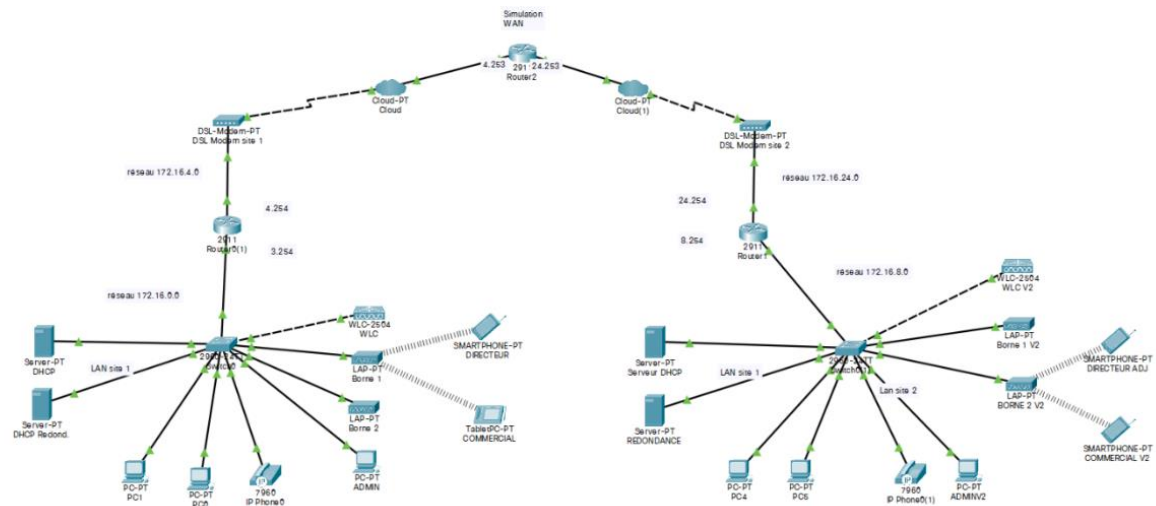 Simulation
WAN
4.253
24.253
291
Router2
Cloud-PT
Cloud
Cloud-PT
Cloud(1)
DSL-Modem-PT
DSL Modem site 1
DSL-Modem-PT
DSL Modem site 2
réseau 172.16.4.0
réseau 172.16.24.0
4.254
2911
Router0(1)
3.254
24.254
8.254
2911
Router1
réseau 172.16.0.0
réseau 172.16.8.0
WLC-2504
WLC
WLC-2504
WLC V2
Server-PT
DHCP
Switch0
LAP-PT
Borne 1
SMARTPHONE-PT
DIRECTEUR
LAN site 1
Server-PT
DHCP Redond.
LAP-PT
Borne 2
TabletPC-PT
COMMERCIAL
PC-PT
PC1
PC-PT
PC0
7960
IP Phone0
PC-PT
ADMIN
Server-PT
Serveur DHCP
LAP-PT
Borne 1 V2
SMARTPHONE-PT
DIRECTEUR ADJ
LAN site 1
Lan site 2
LAP-PT
BORNE 2 V2
Server-PT
REDONDANCE
SMARTPHONE-PT
COMMERCIAL V2
PC-PT
PC4
PC-PT
7960
IP Phone0(1)
PC-PT
ADMINV2